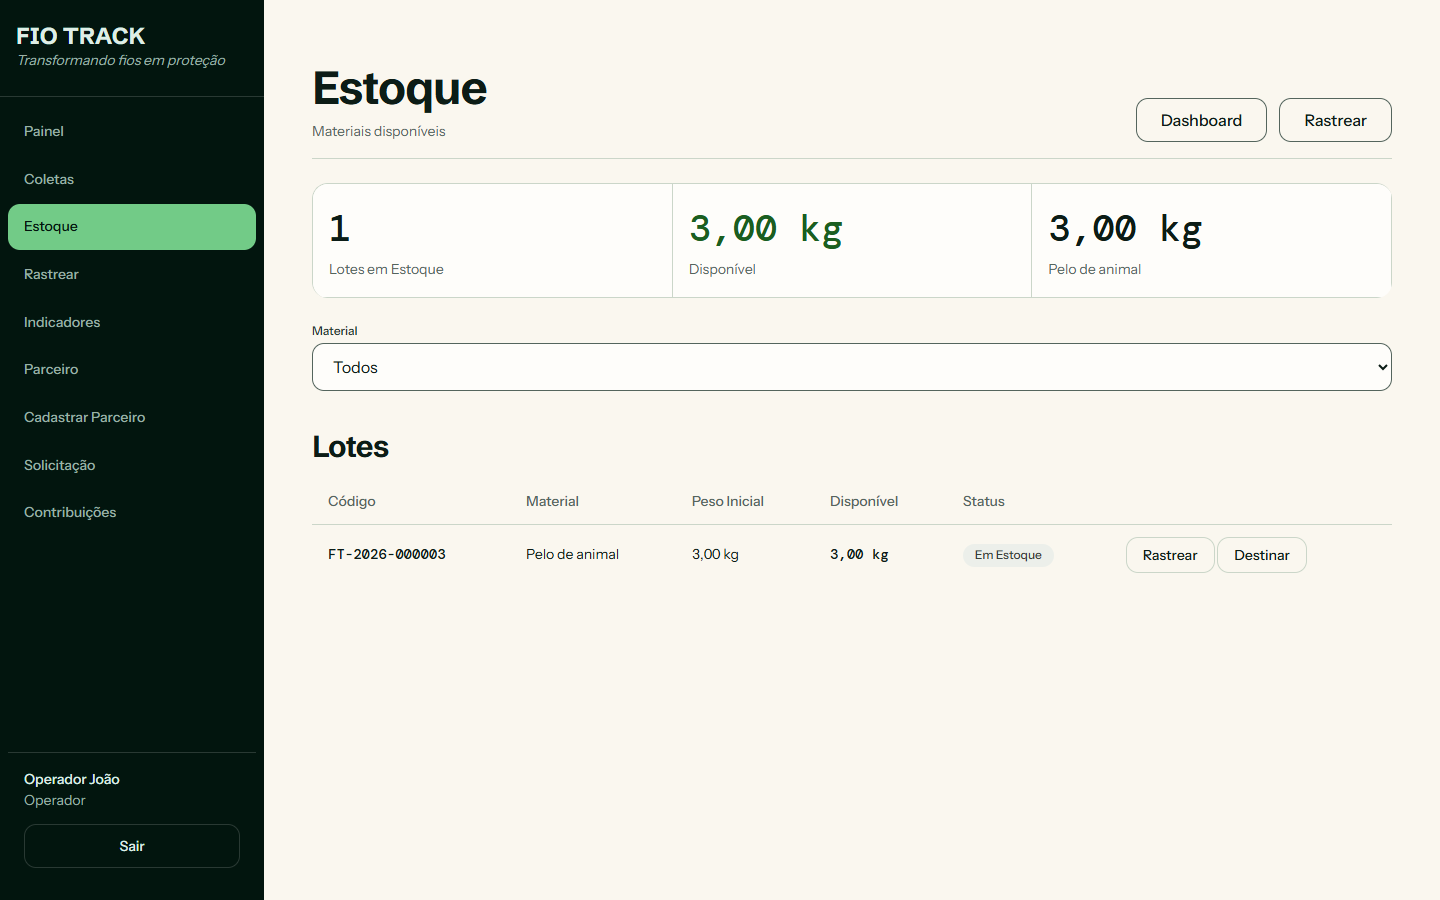 FIO TRACK
Transformando fios em proteção
Painel
Coletas
Estoque
Rastrear
Indicadores
Parceiro
Cadastrar Parceiro
Solicitação
Contribuições
Operador João
Operador
Sair
Estoque
Materiais disponíveis
Dashboard Rastrear
1 3,00 kg 3,00 kg
Lotes em Estoque Disponível Pelo de animal
Material
Todos
Lotes
Código Material Peso Inicial Disponível Status
FT-2026-000003 Pelo de animal 3,00 kg 3,00 kg Em Estoque Rastrear Destinar